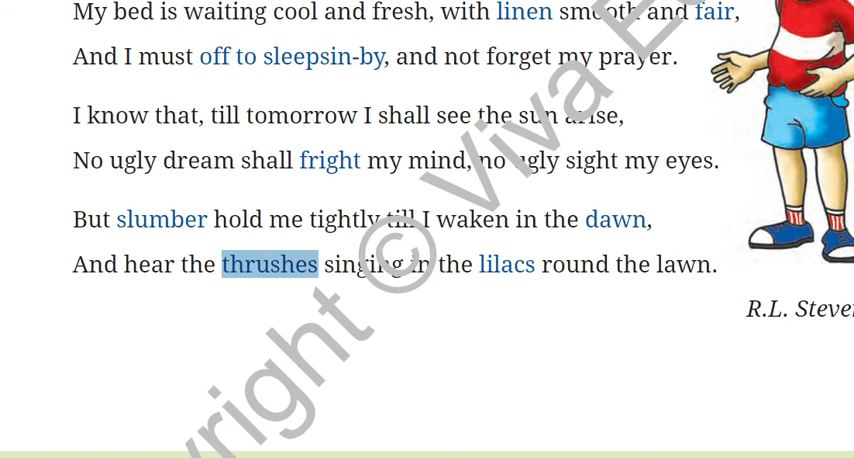 My bed is waiting cool and fresh, with linen smooth and fair,
And I must off to sleepsin-by, and not forget my prayer.
I know that, till tomorrow I shall see the sun arise,
No ugly dream shall fright my mind, no ugly sight my eyes.
But slumber hold me tightly till I waken in the dawn,
And hear the thrushes singing in the lilacs round the lawn.
R.L. Steve
right © Viva E